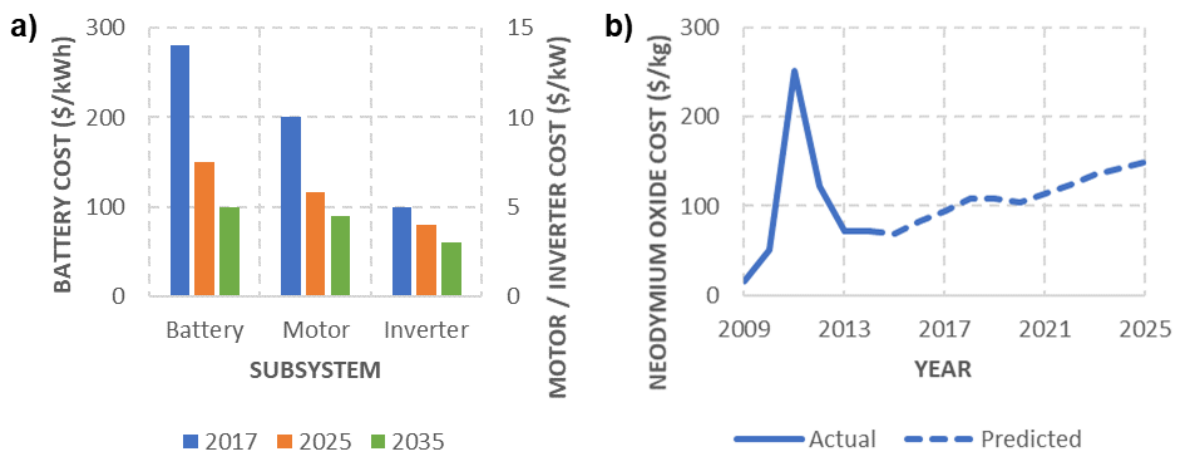 a)
BATTERY COST ($/kWh)
300
200
100
0
Battery Motor Inverter
SUBSYSTEM
15
10
5
0
MOTOR / INVERTER COST ($/kW)
2017 2025 2035
b)
NEODYMIUM OXIDE COST ($/kg)
300
200
100
0
2009 2013 2017 2021 2025
YEAR
Actual Predicted